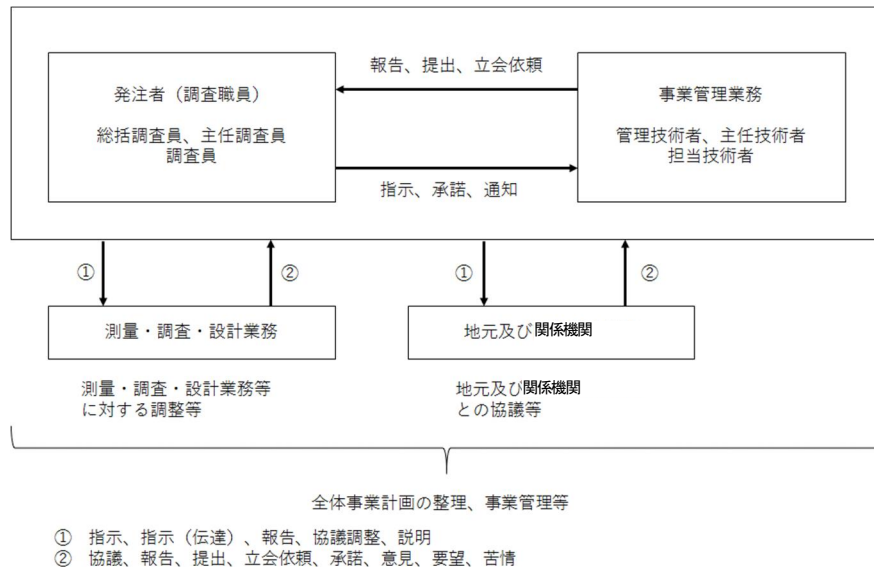 発注者（調査職員）
総括調査員、主任調査員
調査員
報告、提出、立会依頼
指示、承諾、通知
事業管理業務
管理技術者、主任技術者
担当技術者
①
②
①
②
測量・調査・設計業務
地元及び関係機関
測量・調査・設計業務等
に対する調整等
地元及び関係機関
との協議等
全体事業計画の整理、事業管理等
① 指示、指示（伝達）、報告、協議調整、説明
② 協議、報告、提出、立会依頼、承諾、意見、要望、苦情